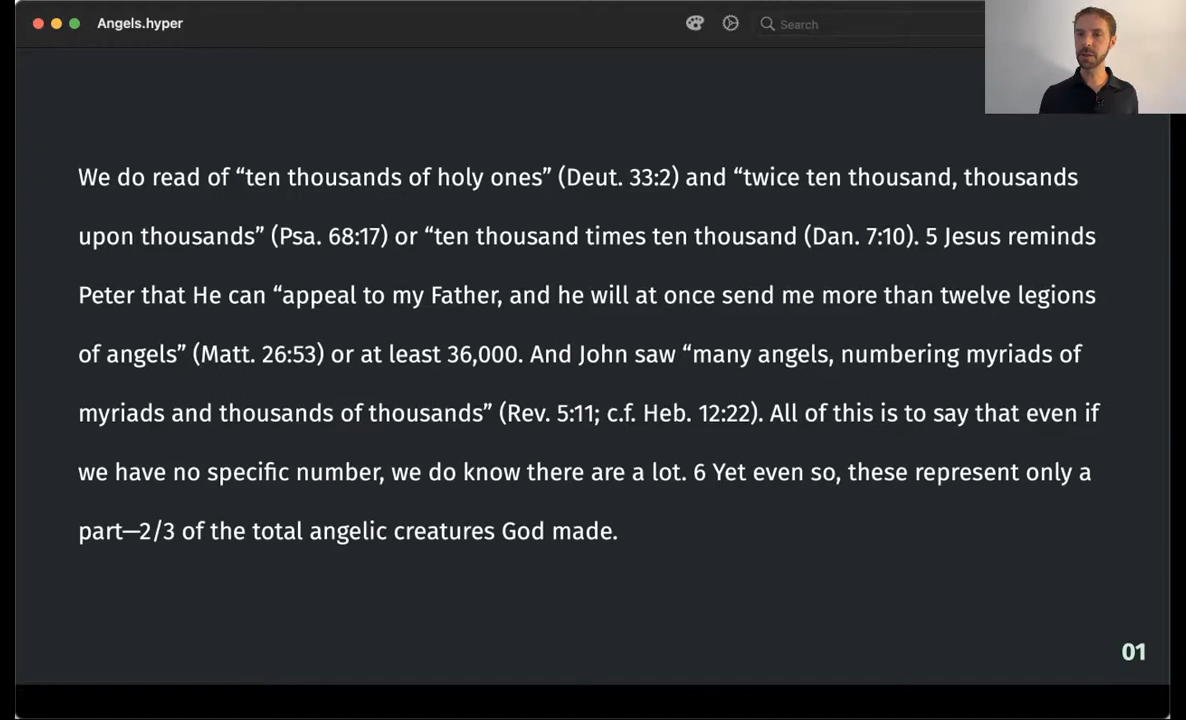 Angels.hyper
Search
We do read of “ten thousands of holy ones” (Deut. 33:2) and “twice ten thousand, thousands
upon thousands” (Psa. 68:17) or “ten thousand times ten thousand (Dan. 7:10). 5 Jesus reminds
Peter that He can “appeal to my Father, and he will at once send me more than twelve legions
of angels” (Matt. 26:53) or at least 36,000. And John saw “many angels, numbering myriads of
myriads and thousands of thousands” (Rev. 5:11; c.f. Heb. 12:22). All of this is to say that even if
we have no specific number, we do know there are a lot. 6 Yet even so, these represent only a
part—2/3 of the total angelic creatures God made.
01